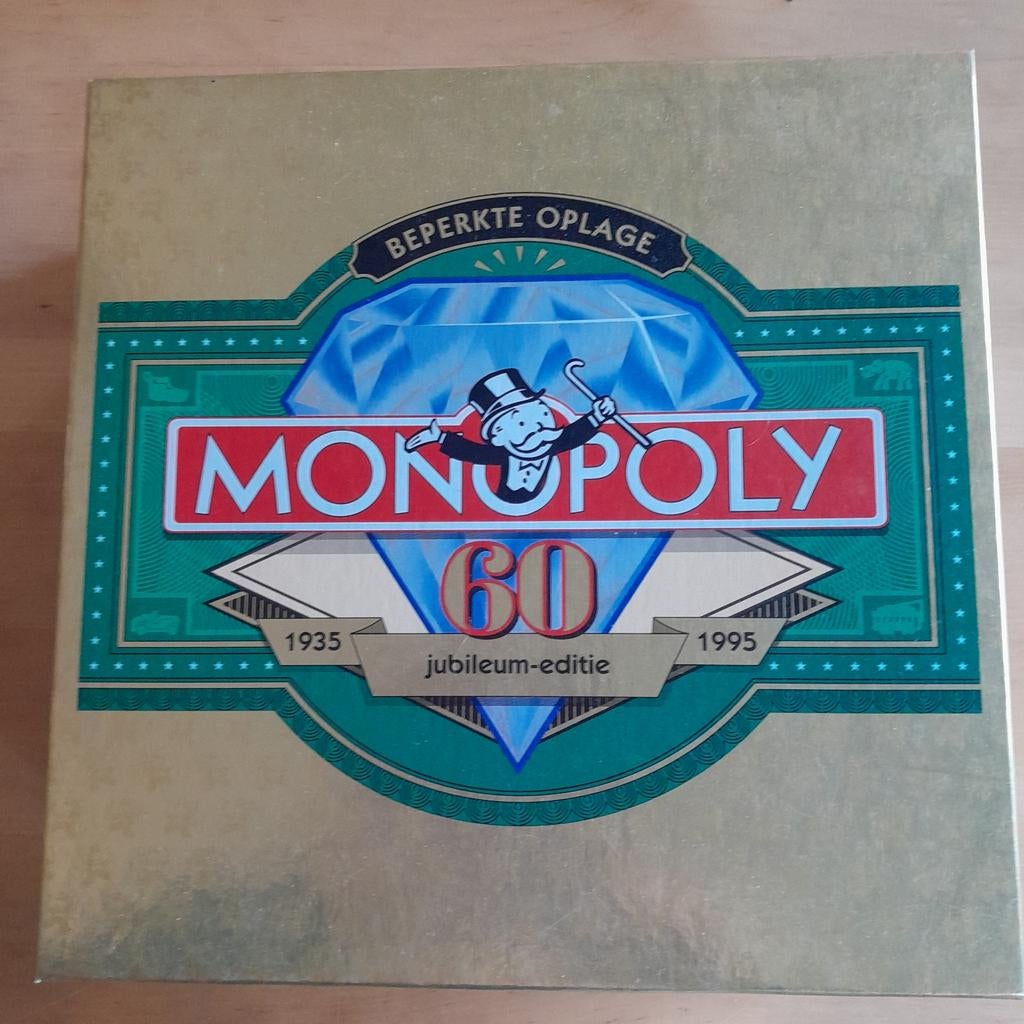 BEPERKTE OPLAGE
MONOPOLY
60
1935
1995
jubileum-editie